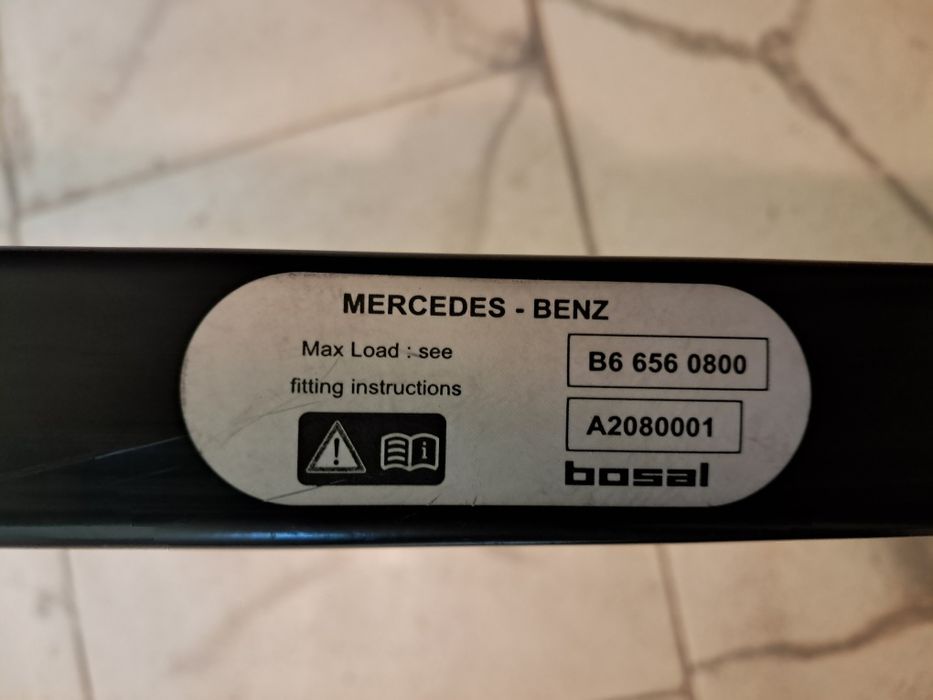 MERCEDES - BENZ
Max Load : see
fitting instructions
B6 656 0800
A2080001
bosal